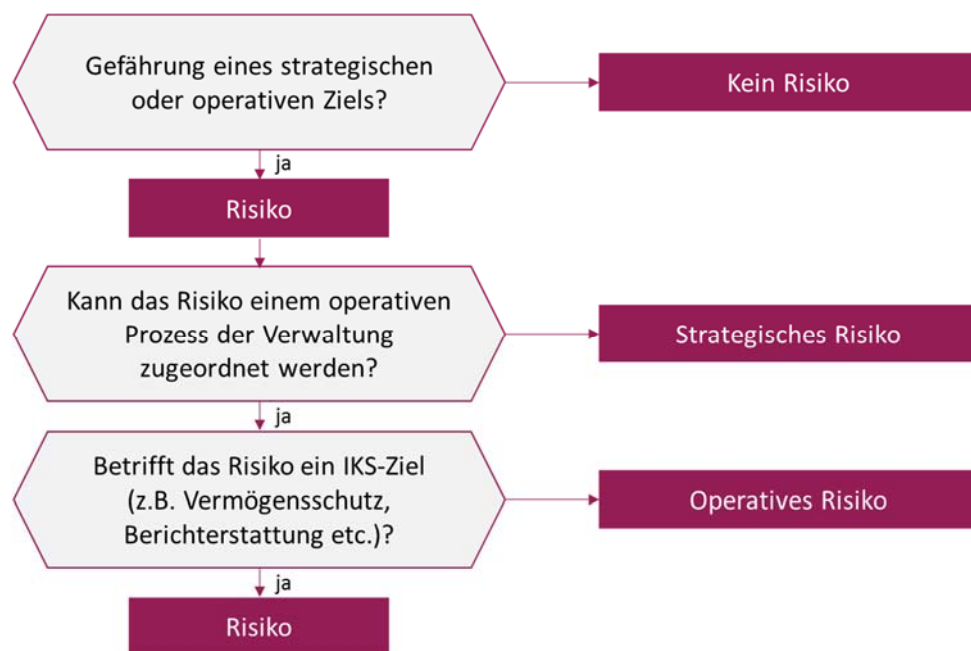 Gefährung eines strategischen
oder operativen Ziels?
Kein Risiko
ja
Risiko
Kann das Risiko einem operativen
Prozess der Verwaltung
zugeordnet werden?
Strategisches Risiko
ja
Betrifft das Risiko ein IKS-Ziel
(z.B. Vermögensschutz,
Berichterstattung etc.)?
Operatives Risiko
ja
Risiko